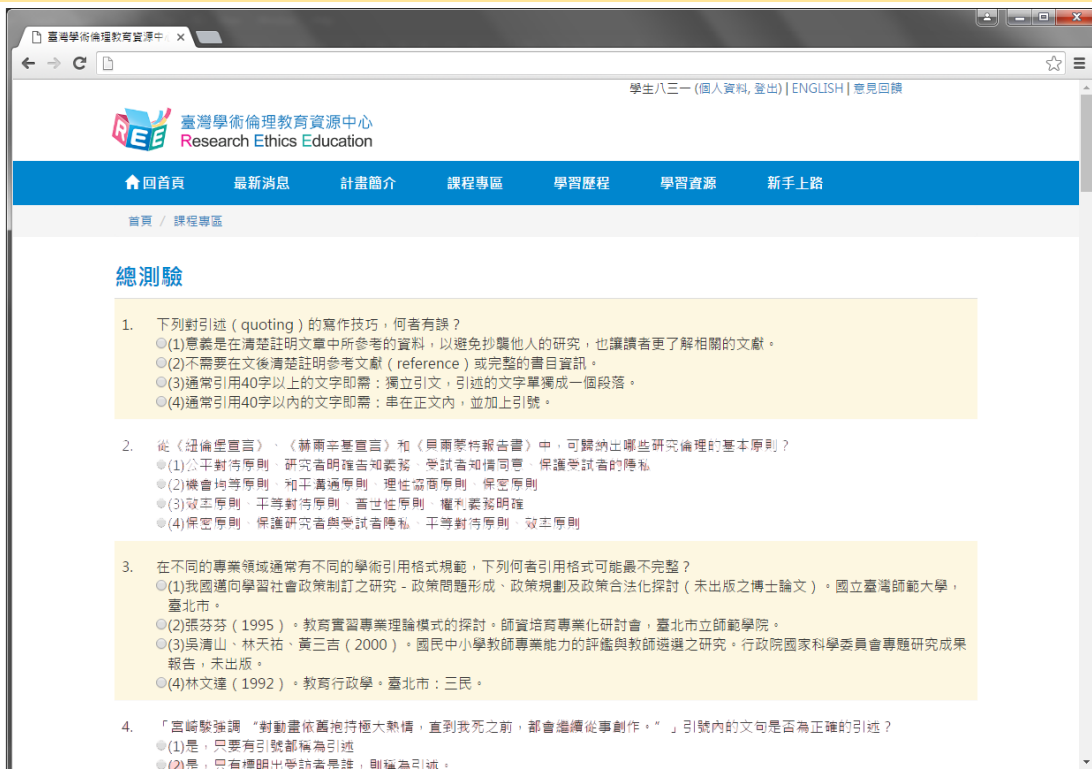 臺灣學術倫理教育資源中
學生八三一 (個人資料, 登出) | ENGLISH | 意見回饋
REE
臺灣學術倫理教育資源中心
Research Ethics Education
回首頁 最新消息 計畫簡介 課程專區 學習歷程 學習資源 新手上路
首頁 / 課程專區
總測驗
1. 下列對引述（quoting）的寫作技巧，何者有誤？
(1)意義是在清楚註明文章中所參考的資料，以避免抄襲他人的研究，也讓讀者更了解相關的文獻。
(2)不需要在文後清楚註明參考文獻（reference）或完整的書目資訊。
(3)通常引用40字以上的文字即需：獨立引文，引述的文字單獨成一個段落。
(4)通常引用40字以內的文字即需：串在正文內，並加上引號。
2. 從《紐倫堡宣言》、《赫爾辛基宣言》和《貝爾蒙特報告書》中，可歸納出哪些研究倫理的基本原則？
(1)公平對待原則、研究者明確告知義務、受試者知情同意、保護受試者的隱私
(2)機會均等原則、和平溝通原則、理性協商原則、保密原則
(3)效率原則、平等對待原則、普世性原則、權利義務明確
(4)保密原則、保護研究者與受試者隱私、平等對待原則、效率原則
3. 在不同的專業領域通常有不同的學術引用格式規範，下列何者引用格式可能最不完整？
(1)我國邁向學習社會政策制訂之研究－政策問題形成、政策規劃及政策合法化探討（未出版之博士論文）。國立臺灣師範大學，
臺北市。
(2)張芬芬（1995）。教育實習專業理論模式的探討。師資培育專業化研討會，臺北市立師範學院。
(3)吳清山、林天祐、黃三吉（2000）。國民中小學教師專業能力的評鑑與教師遴選之研究。行政院國家科學委員會專題研究成果
報告，未出版。
(4)林文達（1992）。教育行政學。臺北市：三民。
4. 「宮崎駿強調 “對動畫依舊抱持極大熱情，直到我死之前，都會繼續從事創作。”」引號內的文句是否為正確的引述？
(1)是，只要有引號都稱為引述
(2)是，只有標明出受訪者是誰，則稱為引述。